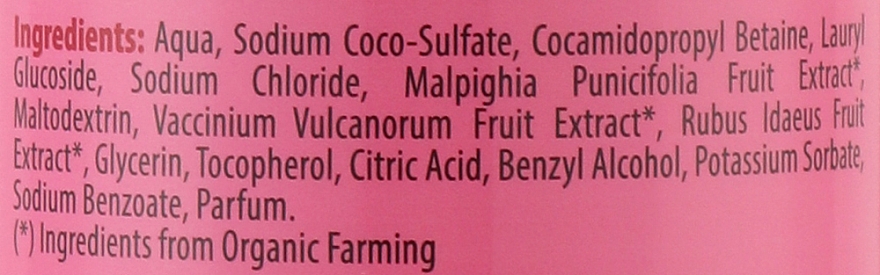 Ingredients: Aqua, Sodium Coco-Sulfate, Cocamidopropyl Betaine, Lauryl
Glucoside, Sodium Chloride, Malpighia Punicifolia Fruit Extract*,
Maltodextrin, Vaccinium Vulcanorum Fruit Extract*, Rubus Idaeus Fruit
Extract*, Glycerin, Tocopherol, Citric Acid, Benzyl Alcohol, Potassium Sorbate,
Sodium Benzoate, Parfum.
(*) Ingredients from Organic Farming